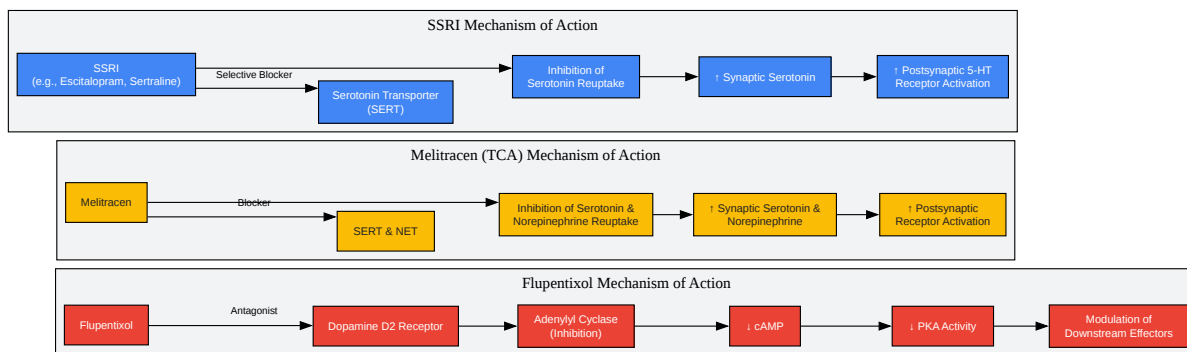 SSRI Mechanism of Action
SSRI
(e.g., Escitalopram, Sertraline)
Selective Blocker
Serotonin Transporter
(SERT)
Inhibition of
Serotonin Reuptake
↑ Synaptic Serotonin
↑ Postsynaptic 5-HT
Receptor Activation
Melitracen (TCA) Mechanism of Action
Melitracen
Blocker
SERT & NET
Inhibition of Serotonin &
Norepinephrine Reuptake
↑ Synaptic Serotonin &
Norepinephrine
↑ Postsynaptic
Receptor Activation
Flupentixol Mechanism of Action
Flupentixol
Antagonist
Dopamine D2 Receptor
Adenylyl Cyclase
(Inhibition)
↓ cAMP
↓ PKA Activity
Modulation of
Downstream Effectors